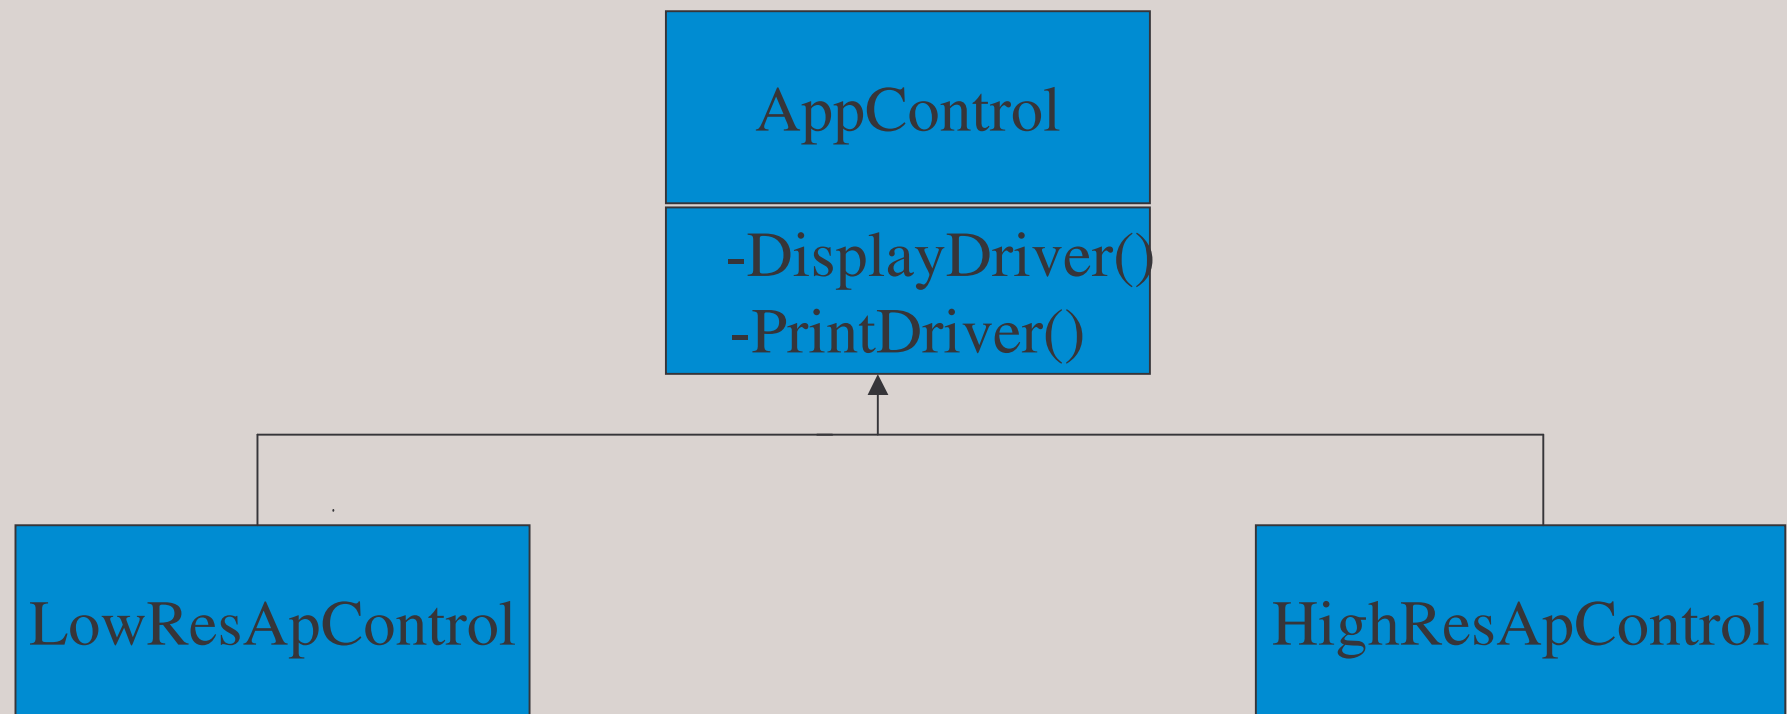 AppControl
-DisplayDriver()
-PrintDriver()
LowResApControl
HighResApControl